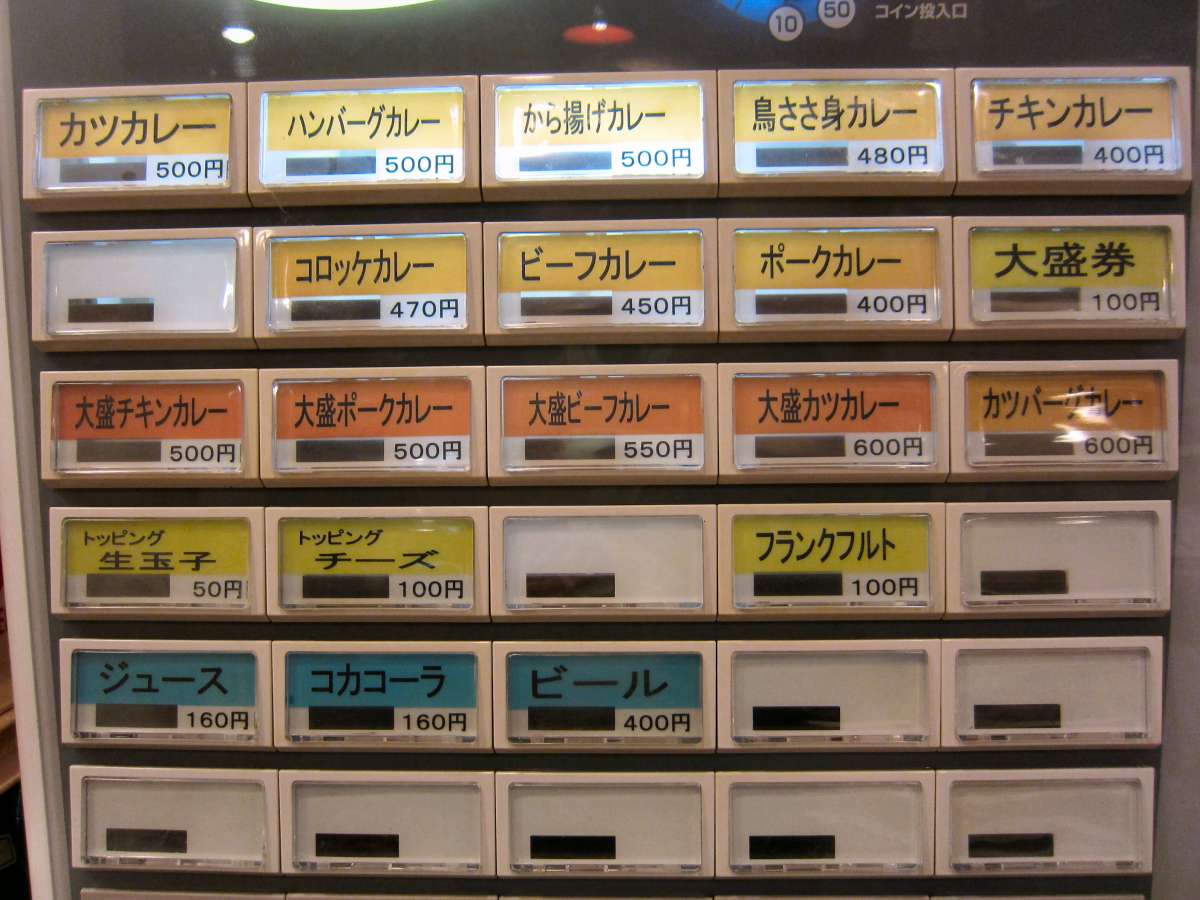 10
50
コイン投入口
カツカレー
500円
ハンバーグカレー
500円
から揚げカレー
500円
鳥ささ身カレー
480円
チキンカレー
400円
コロッケカレー
470円
ビーフカレー
450円
ポークカレー
400円
大盛券
100円
大盛チキンカレー
500円
大盛ポークカレー
500円
大盛ビーフカレー
550円
大盛カツカレー
600円
カツバーグカレー
600円
トッピング
生玉子
50円
トッピング
チーズ
100円
フランクフルト
100円
ジュース
160円
コカコーラ
160円
ビール
400円